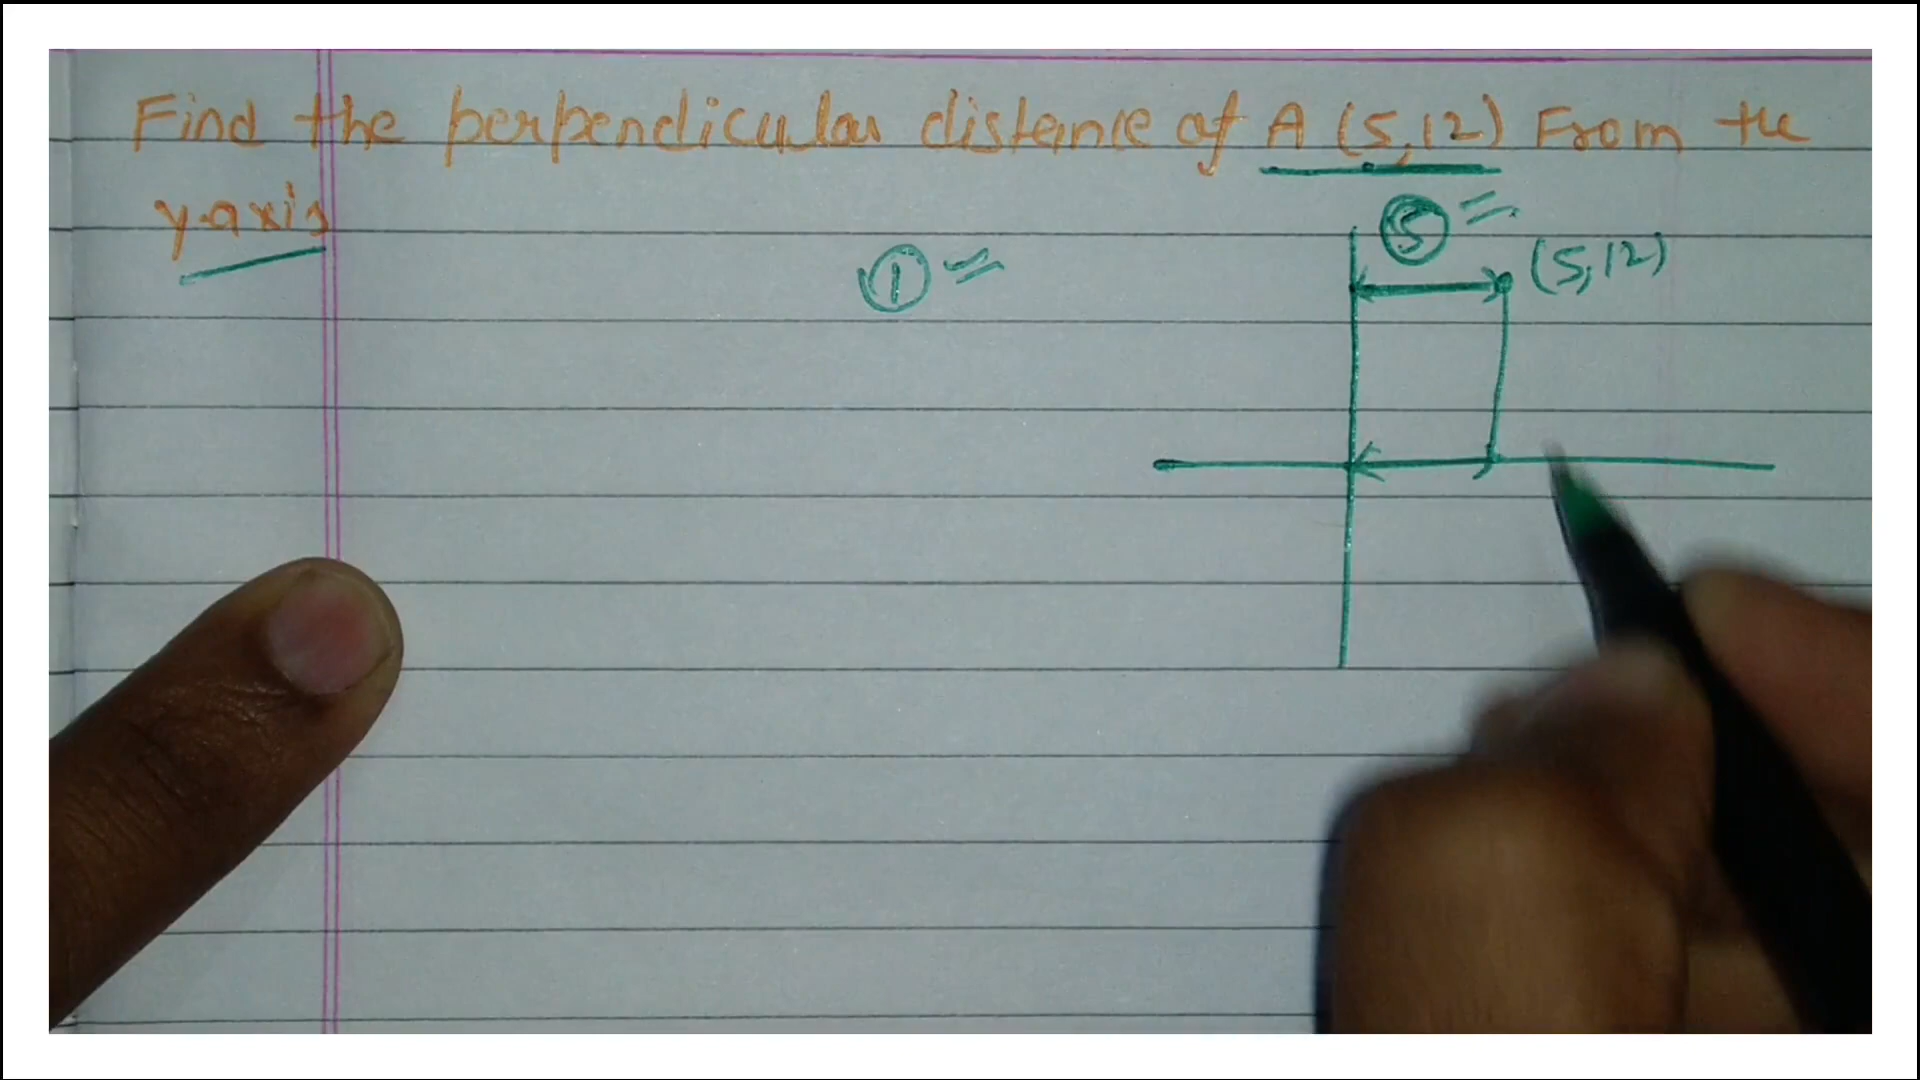 Find the perpendicular distance of A (5,12) From the
y-axis
① =
⑤ =
(5,12)